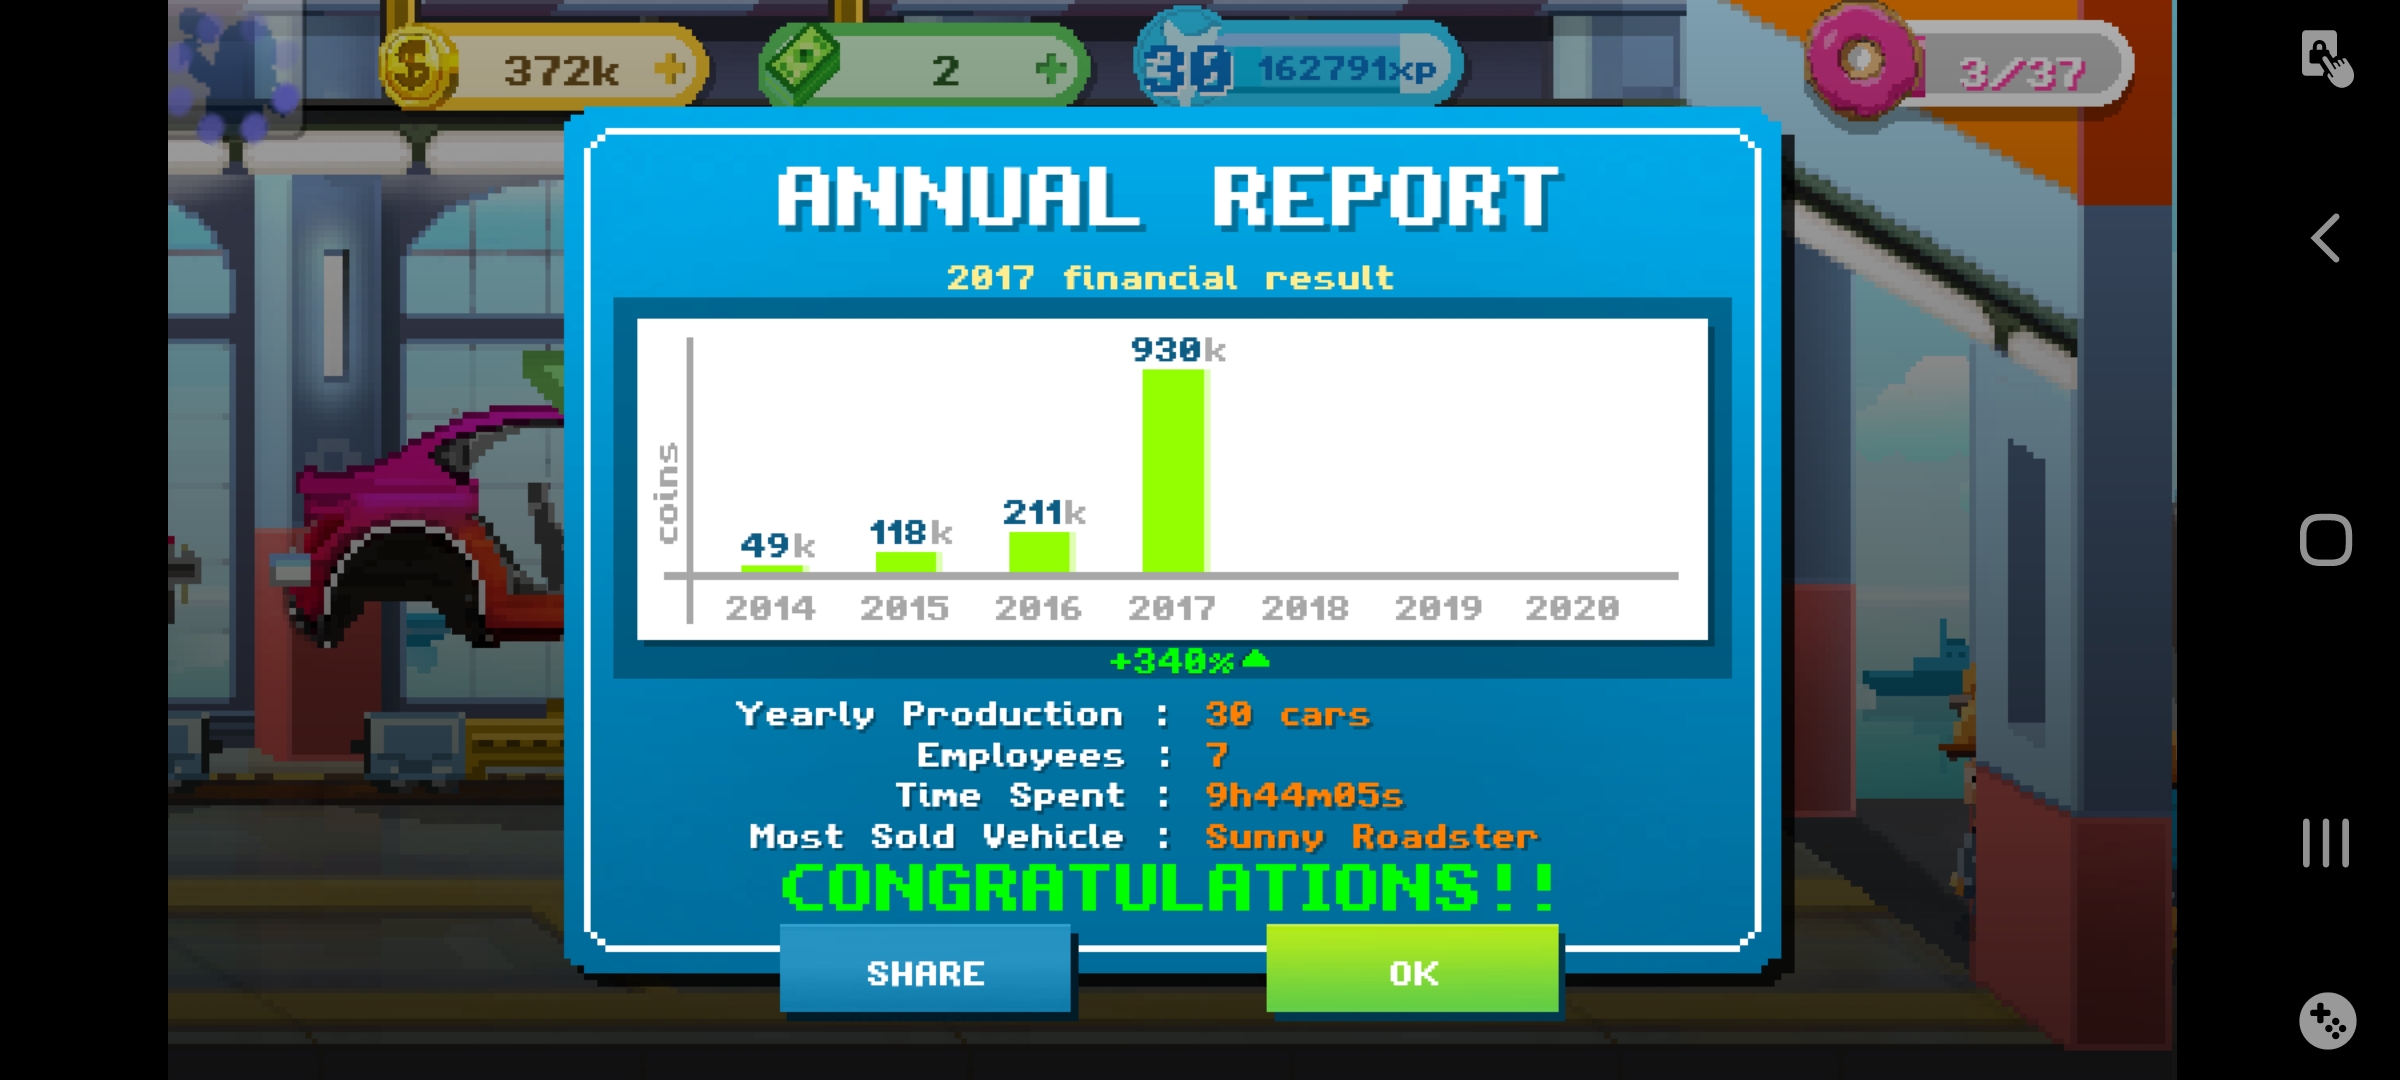 372k +
2 +
30 162791xp
3/37
ANNUAL REPORT
2017 financial result
coins
930k
211k
118k
49k
2014 2015 2016 2017 2018 2019 2020
+340%
Yearly Production : 30 cars
Employees : 7
Time Spent : 9h44m05s
Most Sold Vehicle : Sunny Roadster
CONGRATULATIONS!!
SHARE OK